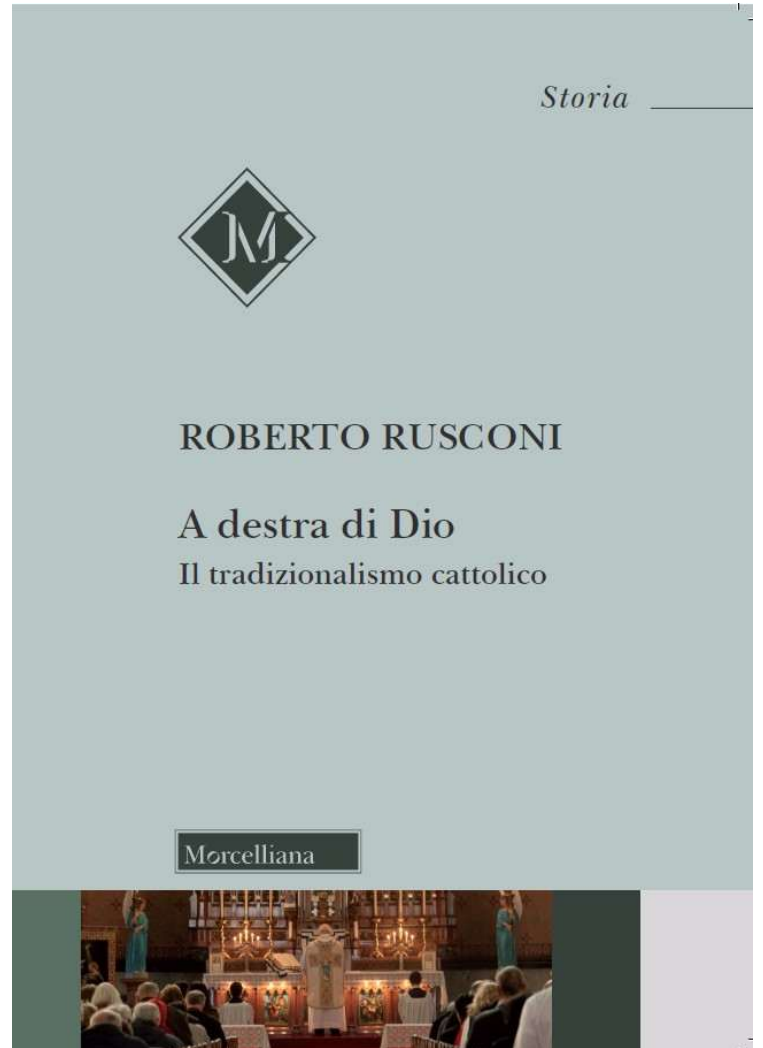 Storia
M
ROBERTO RUSCONI
A destra di Dio
Il tradizionalismo cattolico
Morcelliana